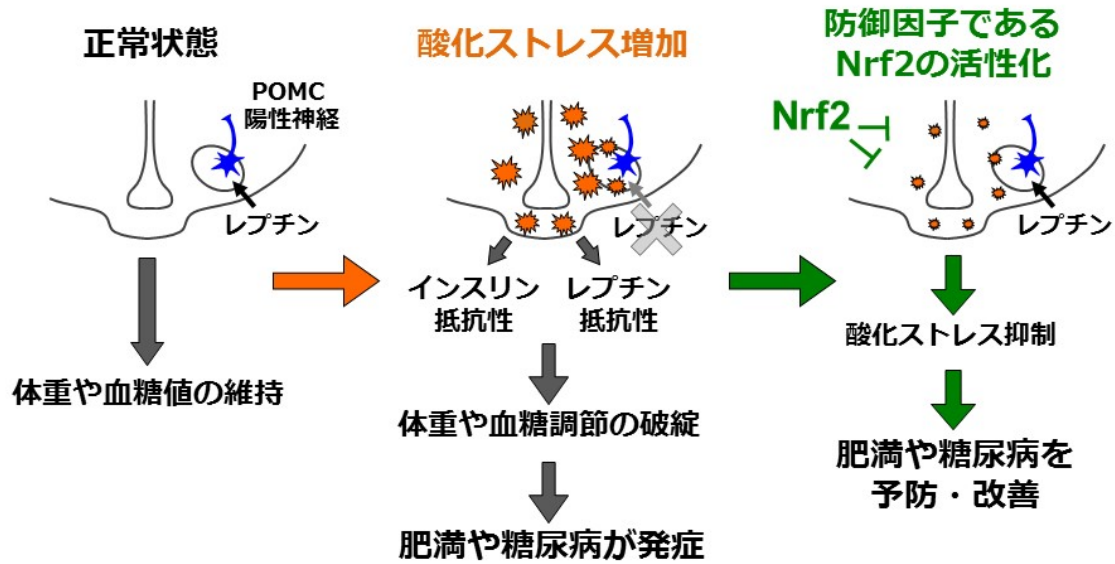 正常状態
POMC
陽性神経
レプチン
体重や血糖値の維持
酸化ストレス増加
レプチン
インスリン
抵抗性
レプチン
抵抗性
体重や血糖調節の破綻
肥満や糖尿病が発症
防御因子である
Nrf2の活性化
Nrf2
レプチン
酸化ストレス抑制
肥満や糖尿病を
予防・改善